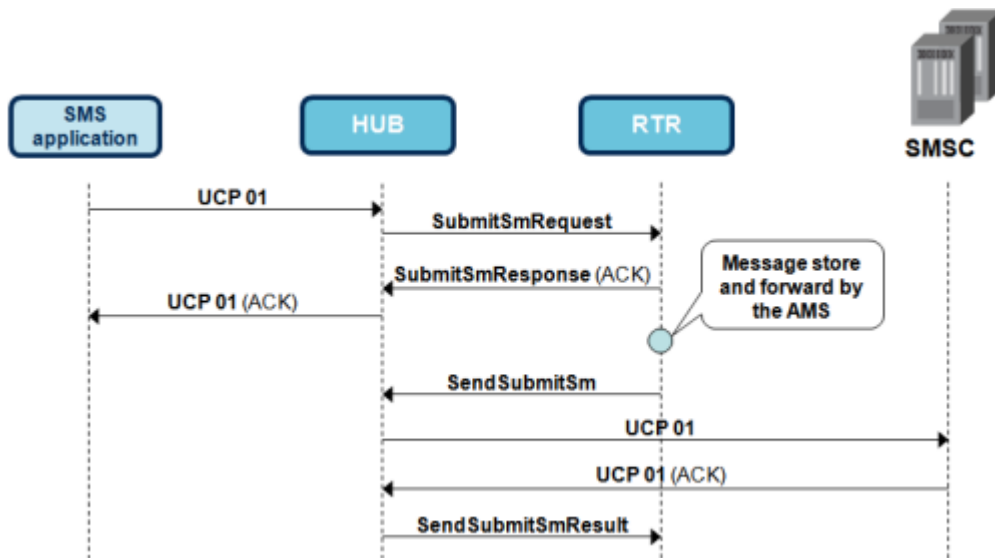 SMS
application
HUB
RTR
SMSC
UCP 01
SubmitSmRequest
SubmitSmResponse (ACK)
Message store
and forward by
the AMS
UCP 01 (ACK)
SendSubmitSm
UCP 01
UCP 01 (ACK)
SendSubmitSmResult